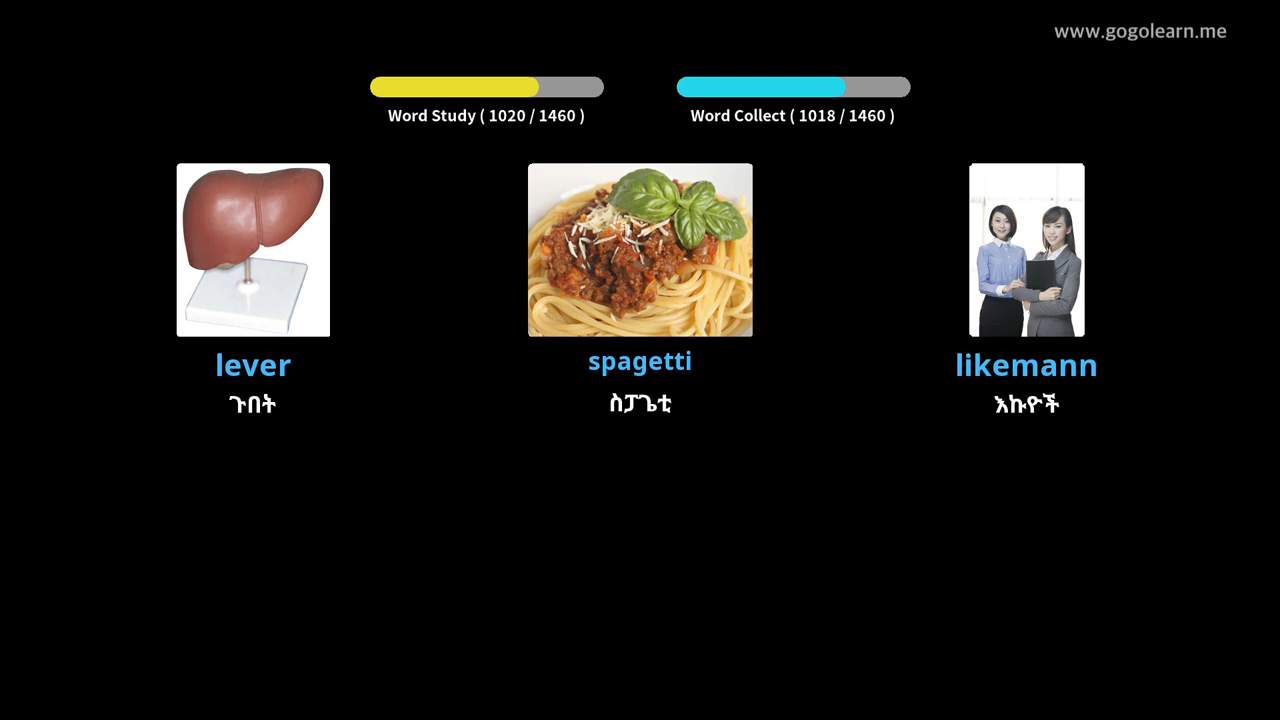 www.gogolearn.me
Word Study ( 1020 / 1460 )
Word Collect ( 1018 / 1460 )
lever
ጉበት
spagetti
ስፓጌቲ
likemann
እኩዮች